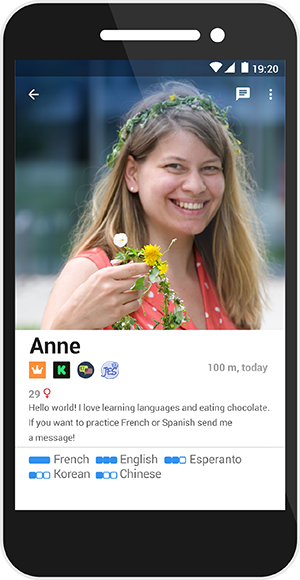 19:20
Anne
100 m, today
29 ♀
Hello world! I love learning languages and eating chocolate.
If you want to practice French or Spanish send me
a message!
French English Esperanto
Korean Chinese